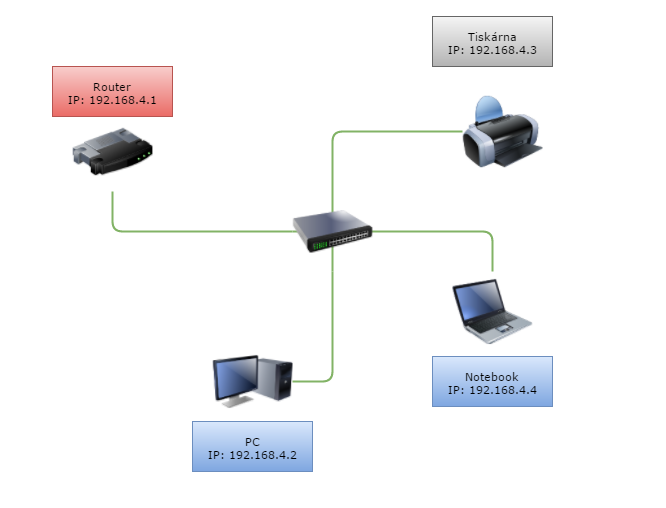 Tiskárna
IP: 192.168.4.3
Router
IP: 192.168.4.1
Notebook
IP: 192.168.4.4
PC
IP: 192.168.4.2